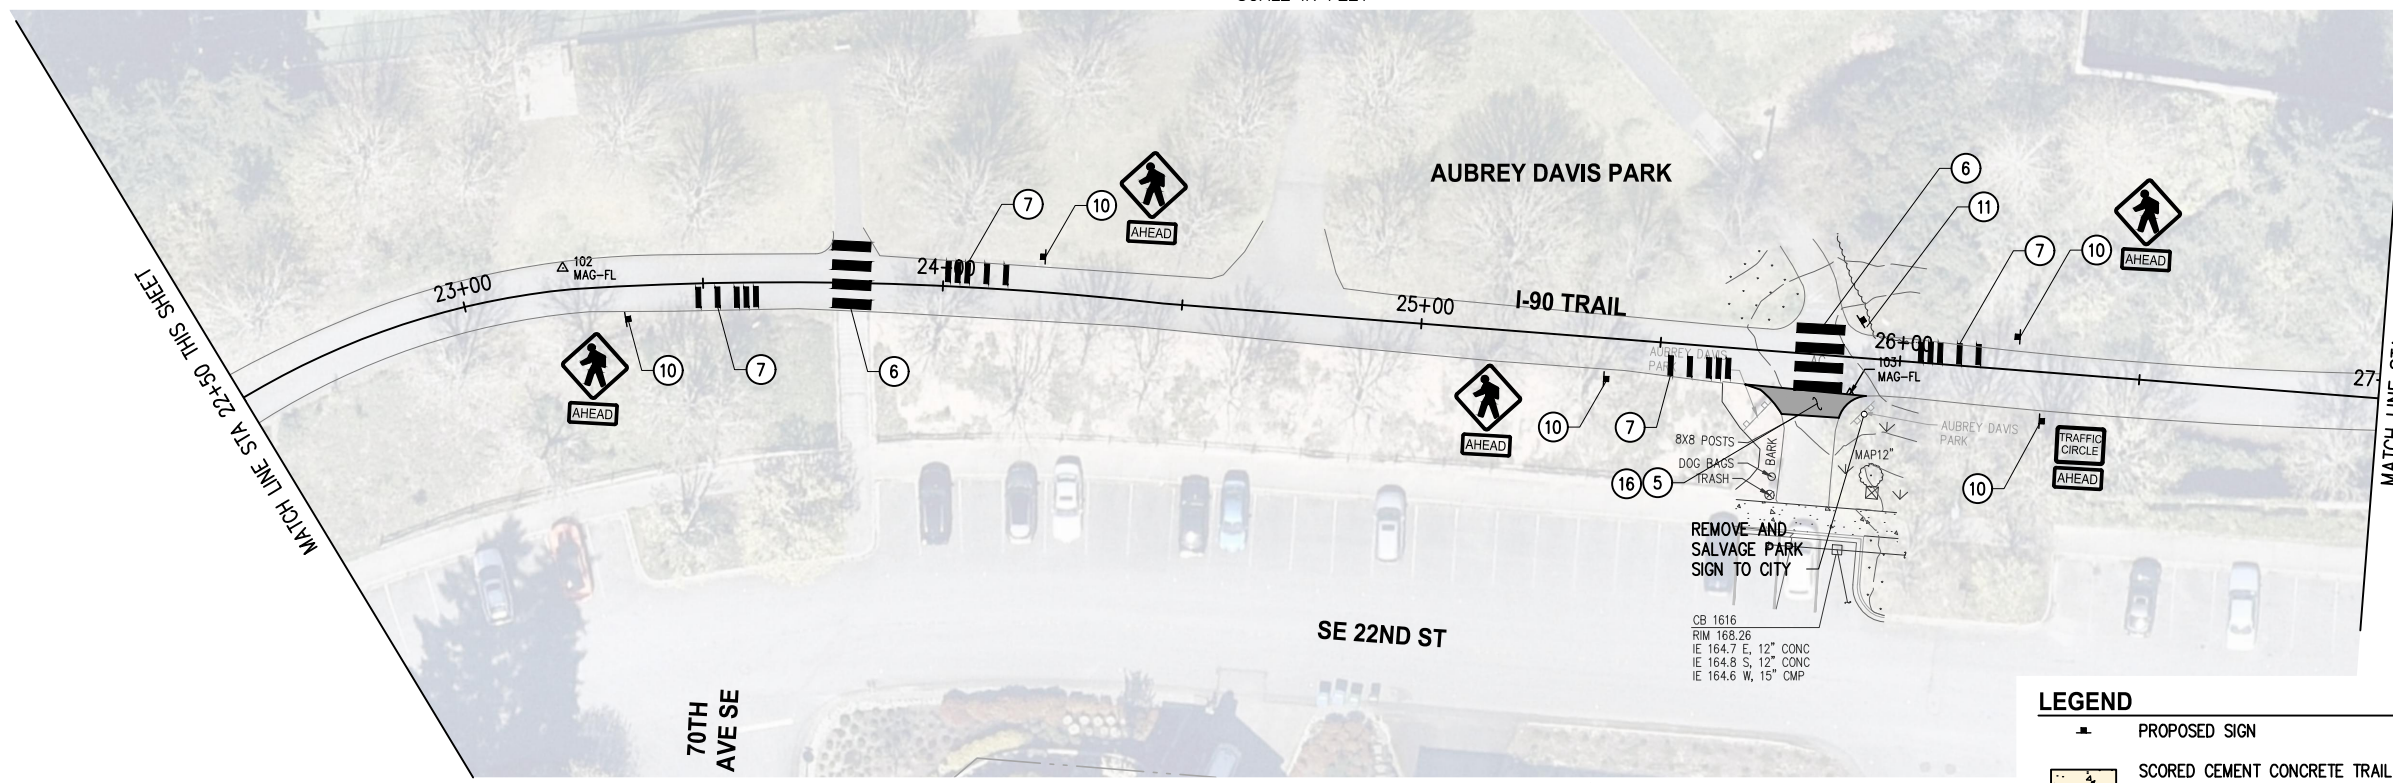 MATCH LINE STA 22+50 THIS SHEET
23+00
102
MAG-FL
AHEAD
10
7
6
24+00
7
10
AHEAD
AUBREY DAVIS PARK
25+00
I-90 TRAIL
AHEAD
10
7
AUBREY DAVIS
PARK
AC
6
11
26+00
103
MAG-FL
7
10
AHEAD
27
8X8 POSTS
DOG BAGS
TRASH
BARK
16 5
MAP12"
AUBREY DAVIS
PARK
10
TRAFFIC
CIRCLE
AHEAD
REMOVE AND
SALVAGE PARK
SIGN TO CITY
CB 1616
RIM 168.26
IE 164.7 E, 12" CONC
IE 164.8 S, 12" CONC
IE 164.6 W, 15" CMP
SE 22ND ST
70TH
AVE SE
LEGEND
PROPOSED SIGN
SCORED CEMENT CONCRETE TRAIL